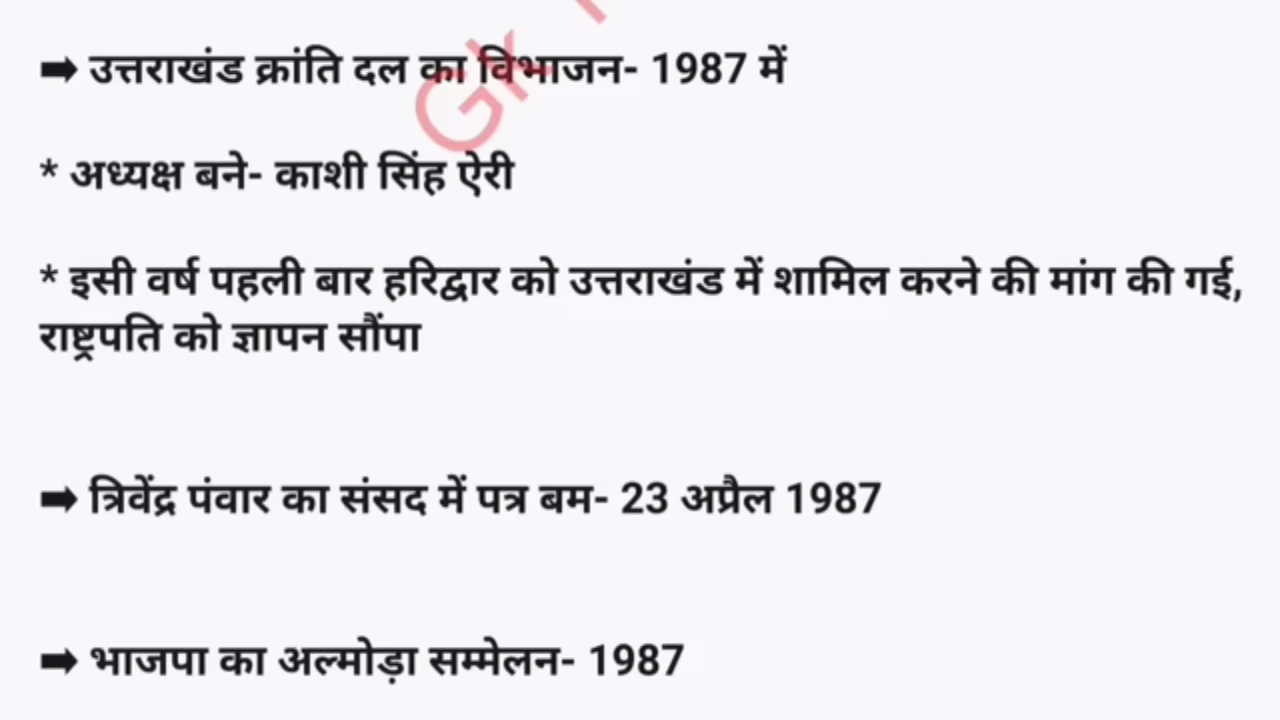 ➡ उत्तराखंड क्रांति दल का विभाजन- 1987 में
Gk
* अध्यक्ष बने- काशी सिंह ऐरी
* इसी वर्ष पहली बार हरिद्वार को उत्तराखंड में शामिल करने की मांग की गई,
राष्ट्रपति को ज्ञापन सौंपा
➡ त्रिवेंद्र पंवार का संसद में पत्र बम- 23 अप्रैल 1987
➡ भाजपा का अल्मोड़ा सम्मेलन- 1987